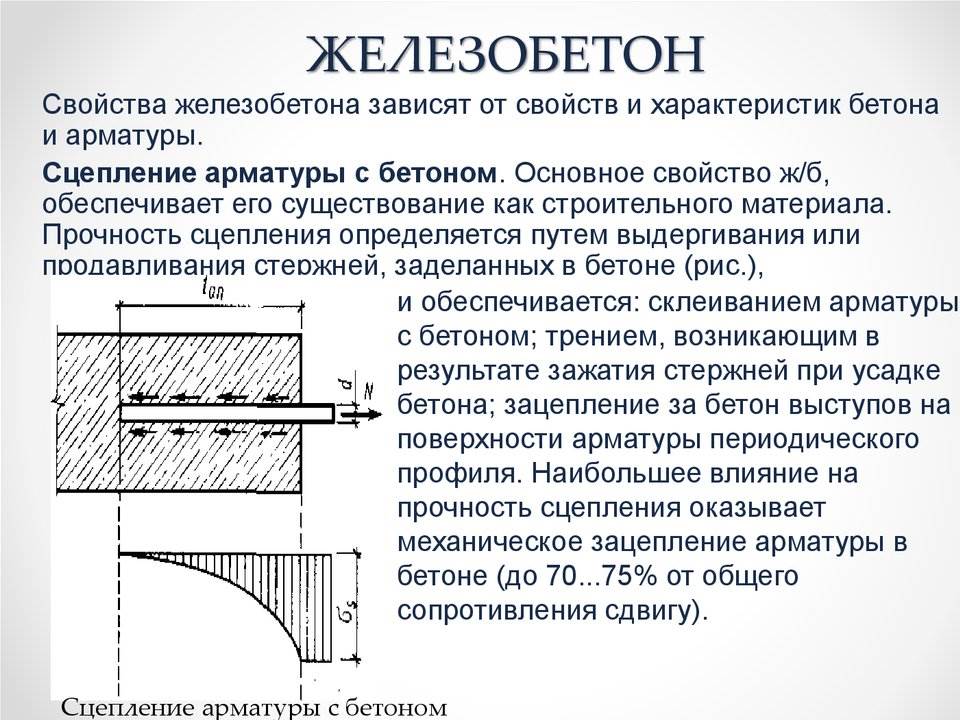 ЖЕЛЕЗОБЕТОН
Свойства железобетона зависят от свойств и характеристик бетона
и арматуры.
Сцепление арматуры с бетоном. Основное свойство ж/б,
обеспечивает его существование как строительного материала.
Прочность сцепления определяется путем выдергивания или
продавливания стержней, заделанных в бетоне (рис.),
и обеспечивается: склеиванием арматуры
с бетоном; трением, возникающим в
результате зажатия стержней при усадке
бетона; зацепление за бетон выступов на
поверхности арматуры периодического
профиля. Наибольшее влияние на
прочность сцепления оказывает
механическое зацепление арматуры в
бетоне (до 70...75% от общего
сопротивления сдвигу).
lап
d
N
σs
Сцепление арматуры с бетоном